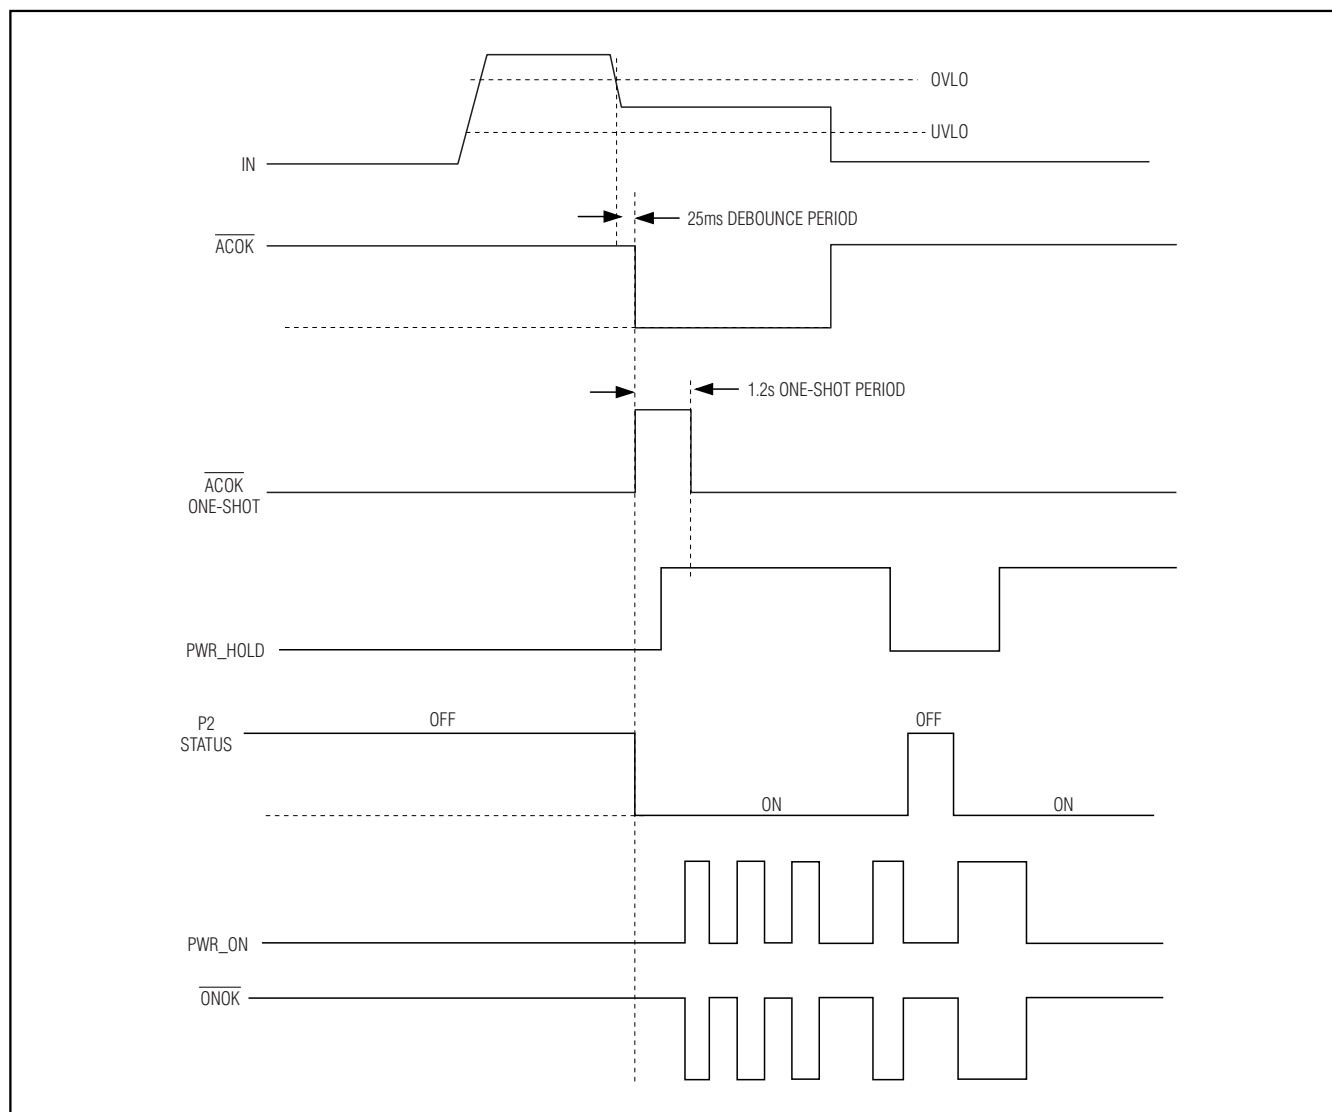 OVLO
UVLO
IN
25ms DEBOUNCE PERIOD
ACOK
1.2s ONE-SHOT PERIOD
ACOK
ONE-SHOT
PWR_HOLD
P2
STATUS
OFF
OFF
ON
ON
PWR_ON
ONOK